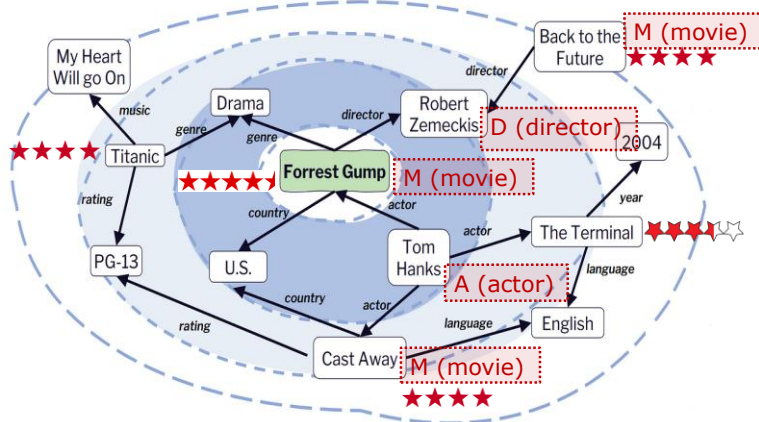 My Heart
Will go On
Back to the
Future
M (movie)
director
music
Drama
director
Robert
Zemeckis
D (director)
2004
genre
genre
Titanic
Forrest Gump
M (movie)
rating
country
actor
year
actor
The Terminal
Tom
Hanks
PG-13
U.S.
A (actor)
language
country
actor
English
rating
language
Cast Away
M (movie)